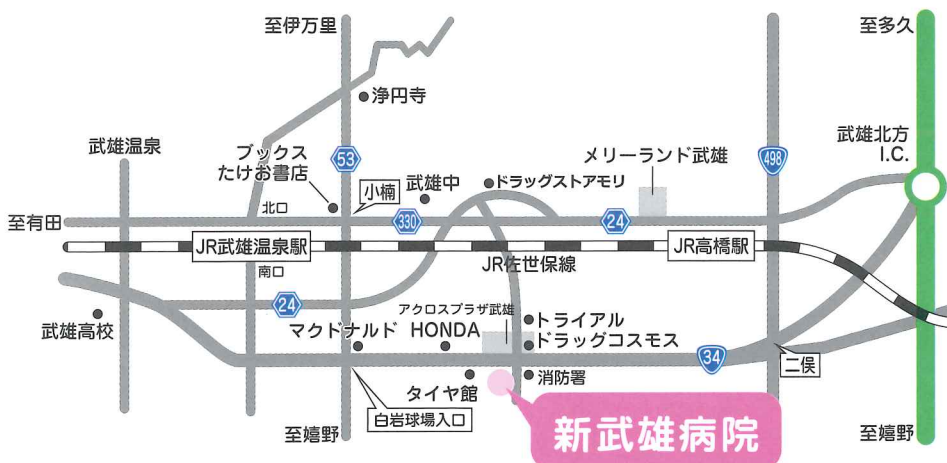 至伊万里
至多久
浄円寺
武雄温泉
ブックス
たけお書店
53
小楠
武雄中
ドラッグストアモリ
メリーランド武雄
498
武雄北方
I.C.
至有田
北口
330
24
JR武雄温泉駅
JR佐世保線
JR高橋駅
南口
24
武雄高校
マクドナルド
HONDA
アクロスプラザ武雄
トライアル
ドラッグコスモス
34
二俣
タイヤ館
消防署
白岩球場入口
至嬉野
新武雄病院
至嬉野